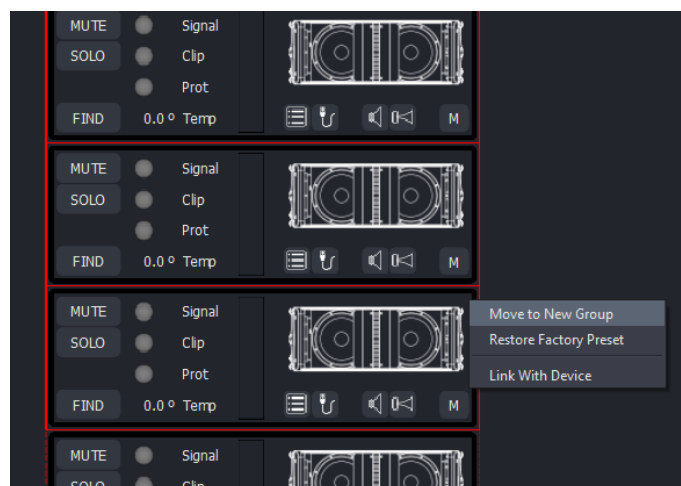 MUTE Signal
SOLO Clip
Prot
FIND 0.0 º Temp M
MUTE Signal
SOLO Clip
Prot
FIND 0.0 º Temp M
MUTE Signal
SOLO Clip
Prot
FIND 0.0 º Temp M
Move to New Group
Restore Factory Preset
Link With Device
MUTE Signal
SOLO Clip